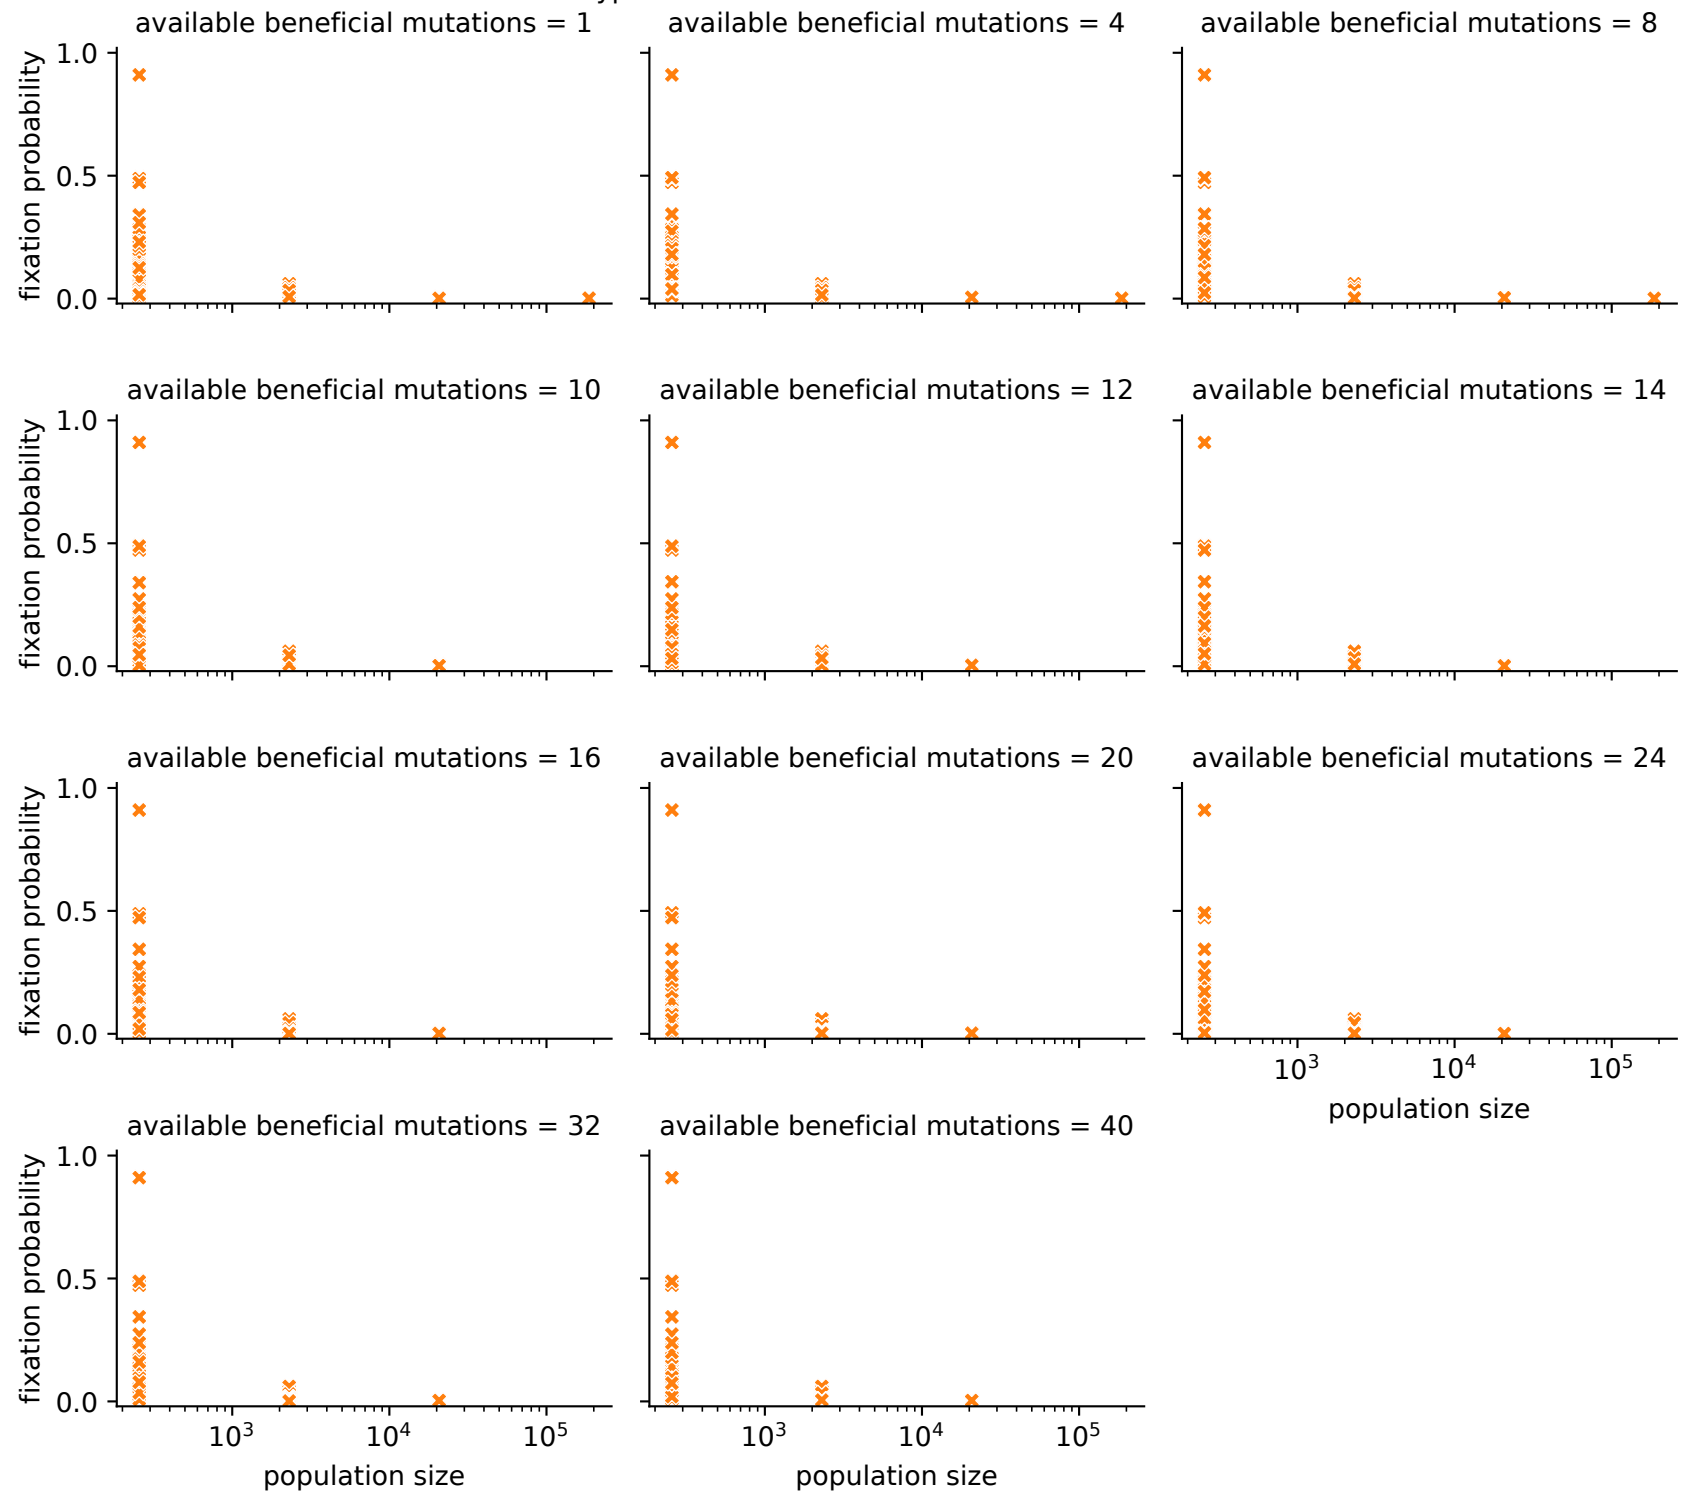 available beneficial mutations = 1
available beneficial mutations = 4
available beneficial mutations = 8
fixation probability
1.0
0.5
0.0
available beneficial mutations = 10
available beneficial mutations = 12
available beneficial mutations = 14
fixation probability
1.0
0.5
0.0
available beneficial mutations = 16
available beneficial mutations = 20
available beneficial mutations = 24
fixation probability
1.0
0.5
0.0
10³ 10⁴ 10⁵
population size
available beneficial mutations = 32
available beneficial mutations = 40
fixation probability
1.0
0.5
0.0
10³ 10⁴ 10⁵
10³ 10⁴ 10⁵
population size
population size